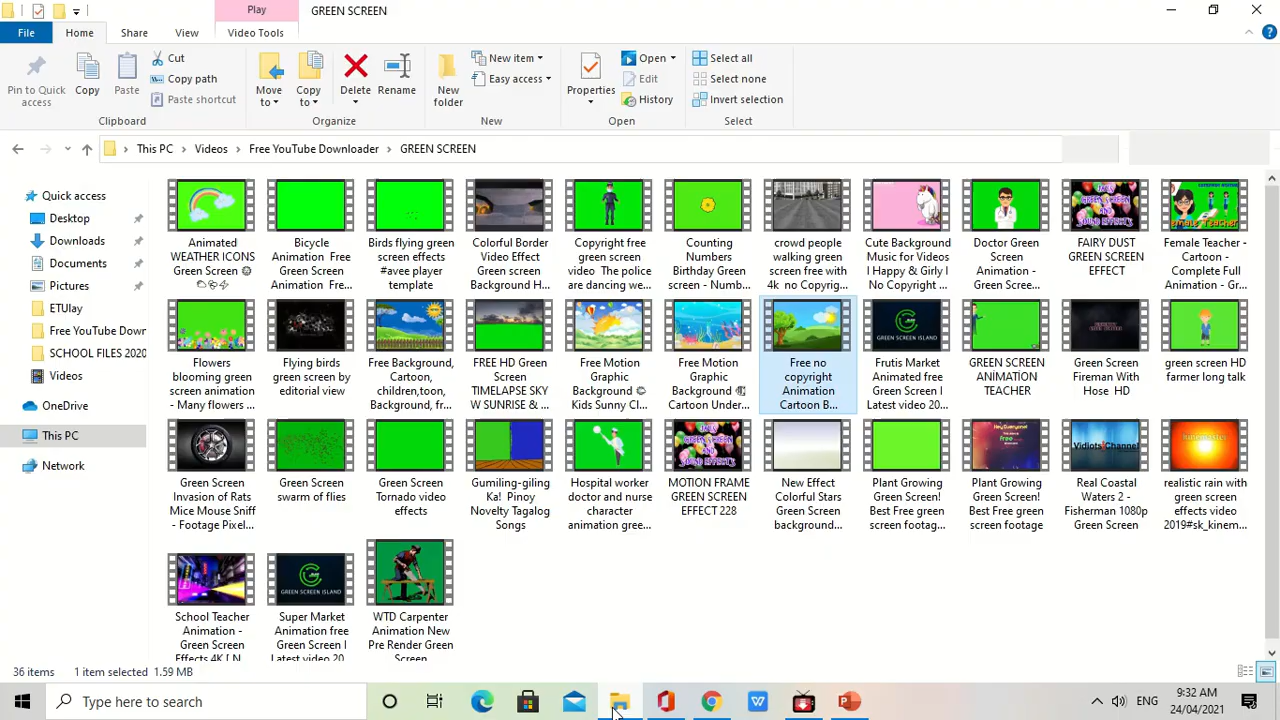 Play
GREEN SCREEN
File
Home
Share
View
Video Tools
Pin to Quick
access
Copy
Paste
Cut
Copy path
Paste shortcut
Move
to
Copy
to
Delete
Rename
New
folder
New item
Easy access
Properties
Open
Edit
History
Select all
Select none
Invert selection
Clipboard
Organize
New
Open
Select
This PC
Videos
Free YouTube Downloader
GREEN SCREEN
Quick access
Desktop
Downloads
Documents
Pictures
ETUlay
Free YouTube Down
SCHOOL FILES 2020
Videos
OneDrive
This PC
Network
Animated
WEATHER ICONS
Green Screen
Bicycle
Animation Free
Green Screen
Animation Fre...
Birds flying green
screen effects
#avee player
template
Colorful Border
Video Effect
Green screen
Background H...
Copyright free
green screen
video The police
are dancing we...
Counting
Numbers
Birthday Green
screen - Numb...
crowd people
walking green
screen free with
4k no Copyrig...
Cute Background
Music for Videos
I Happy & Girly I
No Copyright ...
Doctor Green
Screen
Animation -
Green Scree...
FAIRY DUST
GREEN SCREEN
EFFECT
Female Teacher -
Cartoon -
Complete Full
Animation - Gr...
Flowers
blooming green
screen animation
- Many flowers ...
Flying birds
green screen by
editorial view
Free Background,
Cartoon,
children,toon,
Background, fr...
FREE HD Green
Screen
TIMELAPSE SKY
W SUNRISE & ...
Free Motion
Graphic
Background
Kids Sunny Cl...
Free Motion
Graphic
Background
Cartoon Under...
Free no
copyright
Animation
Cartoon B...
GREEN SCREEN ISLAND
Frutis Market
Animated free
Green Screen I
Latest video 20...
GREEN SCREEN
ANIMATION
TEACHER
Green Screen
Fireman With
Hose HD
green screen HD
farmer long talk
Green Screen
Invasion of Rats
Mice Mouse Sniff
- Footage Pixel...
Green Screen
swarm of flies
Green Screen
Tornado video
effects
Gumiling-giling
Ka! Pinoy
Novelty Tagalog
Songs
Hospital worker
doctor and nurse
character
animation gree...
MOTION FRAME
GREEN SCREEN
EFFECT 228
New Effect
Colorful Stars
Green Screen
background...
Plant Growing
Green Screen!
Best Free green
screen footag...
Plant Growing
Green Screen!
Best Free green
screen footage
Vidiots Channel
Real Coastal
Waters 2 -
Fisherman 1080p
Green Screen
realistic rain with
green screen
effects video
2019#sk_kinem...
School Teacher
Animation -
Green Screen
Effects 4K [ N
GREEN SCREEN ISLAND
Super Market
Animation free
Green Screen I
Latest video 20
WTD Carpenter
Animation New
Pre Render Green
Screen
36 items
1 item selected 1.59 MB
Type here to search
ENG
9:32 AM
24/04/2021